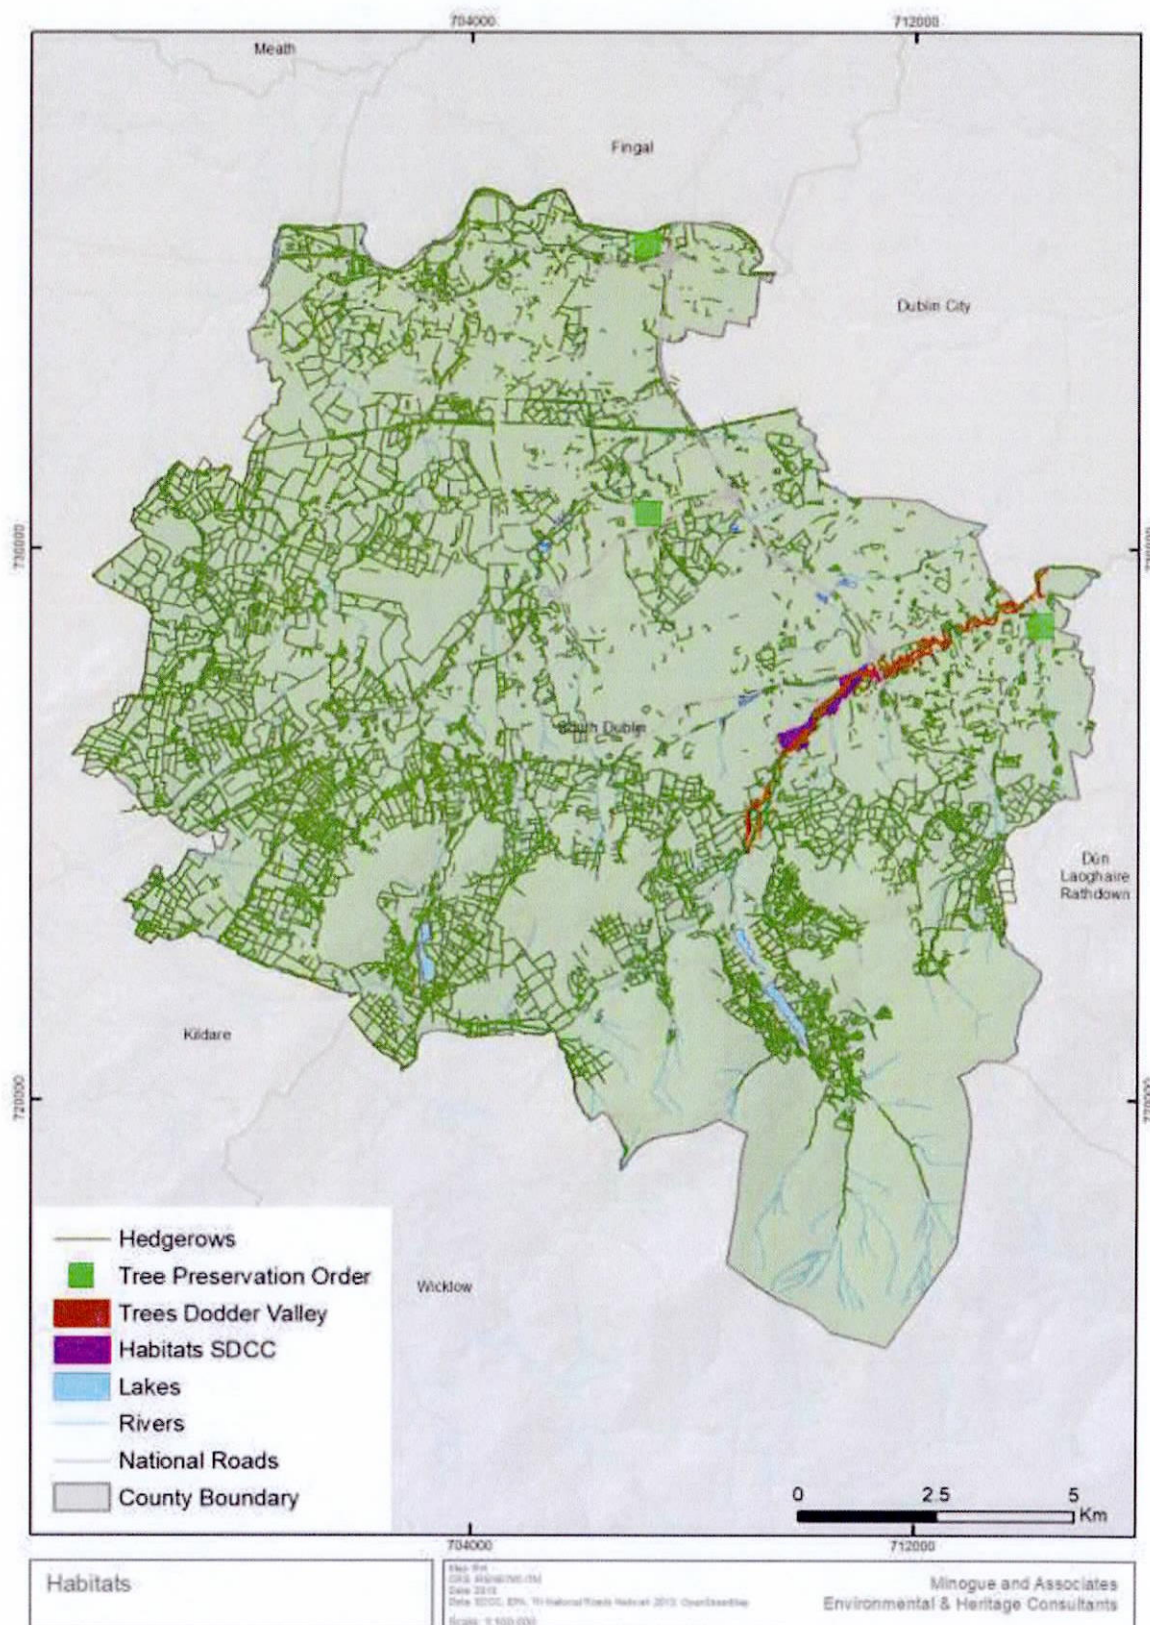 704000
712000
Meath
Fingal
Dublin City
730000
South Dublin
Dún
Laoghaire
Rathdown
Kildare
720000
Wicklow
Hedgerows
Tree Preservation Order
Trees Dodder Valley
Habitats SDCC
Lakes
Rivers
National Roads
County Boundary
0 2.5 5
Km
704000
712000
Habitats
Minogue and Associates
Environmental & Heritage Consultants